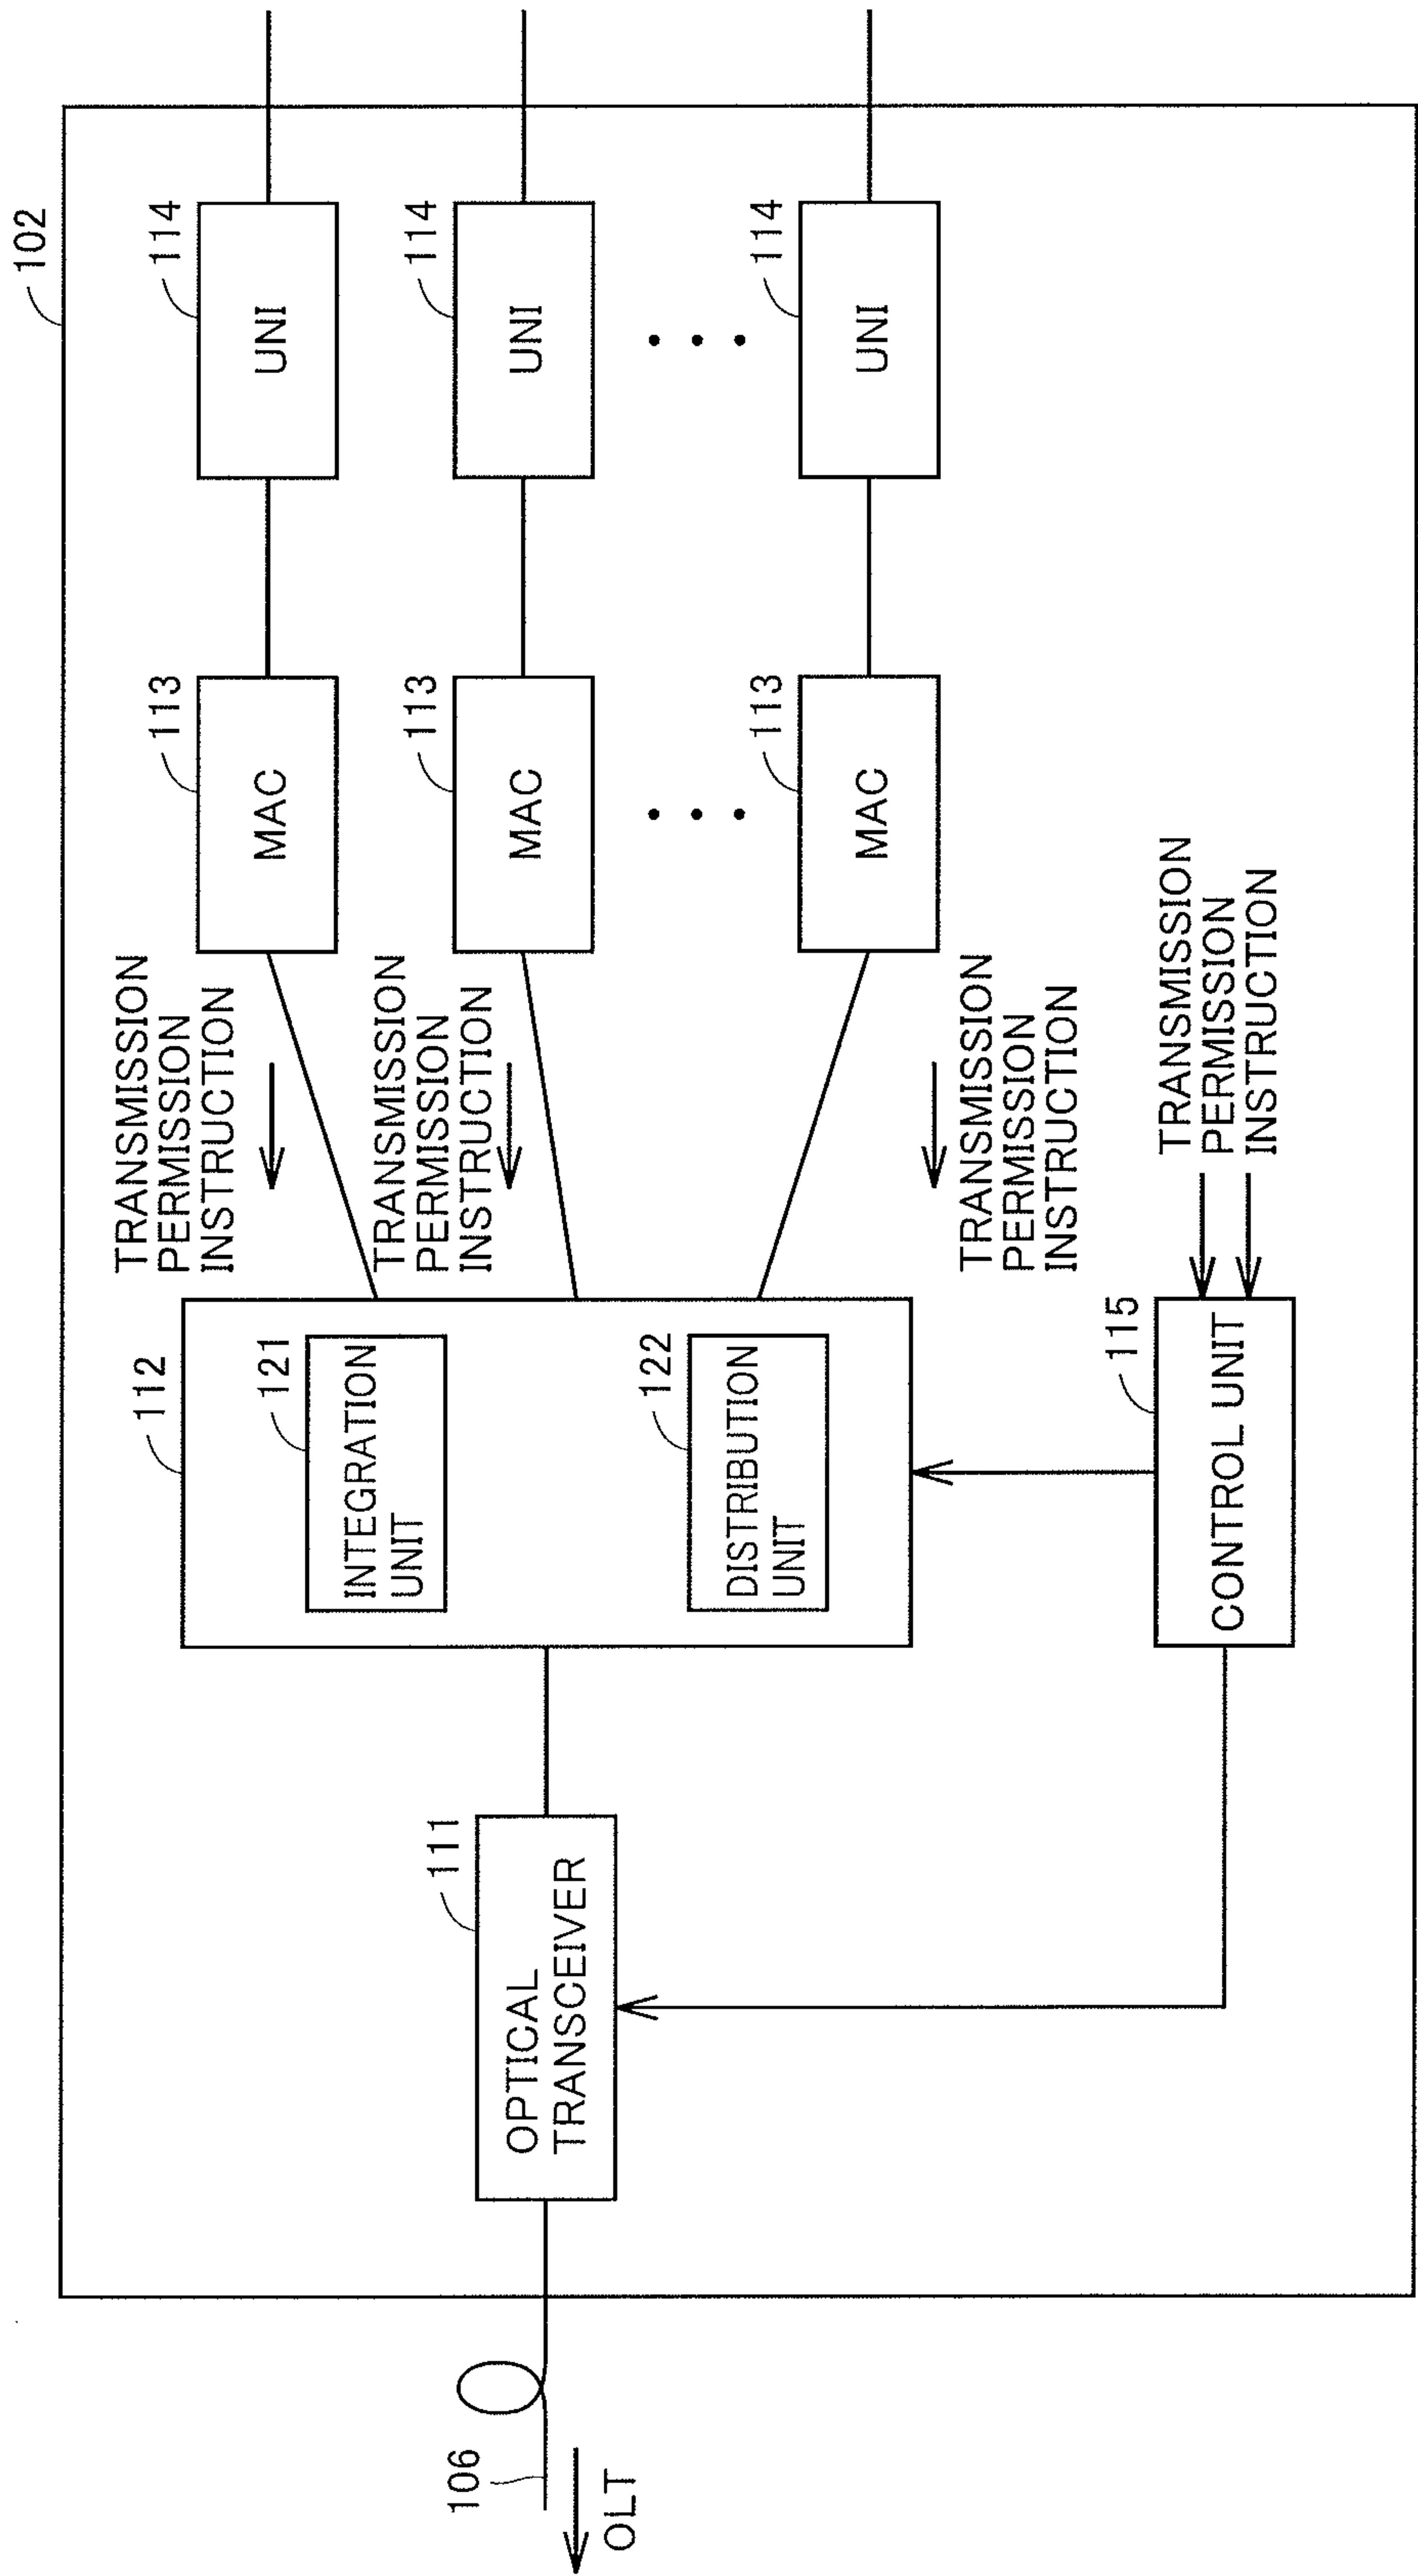 102
114
UNI
114
UNI
114
UNI
113
MAC
113
MAC
113
MAC
TRANSMISSION
PERMISSION
INSTRUCTION
TRANSMISSION
PERMISSION
INSTRUCTION
TRANSMISSION
PERMISSION
INSTRUCTION
TRANSMISSION
PERMISSION
INSTRUCTION
112
121
INTEGRATION
UNIT
122
DISTRIBUTION
UNIT
115
CONTROL UNIT
111
OPTICAL
TRANSCEIVER
106
OLT